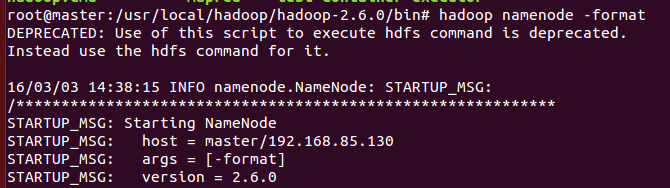 root@master:/usr/local/hadoop/hadoop-2.6.0/bin# hadoop namenode -format
DEPRECATED: Use of this script to execute hdfs command is deprecated.
Instead use the hdfs command for it.
16/03/03 14:38:15 INFO namenode.NameNode: STARTUP_MSG:
/************************************************************
STARTUP_MSG: Starting NameNode
STARTUP_MSG:   host = master/192.168.85.130
STARTUP_MSG:   args = [-format]
STARTUP_MSG:   version = 2.6.0